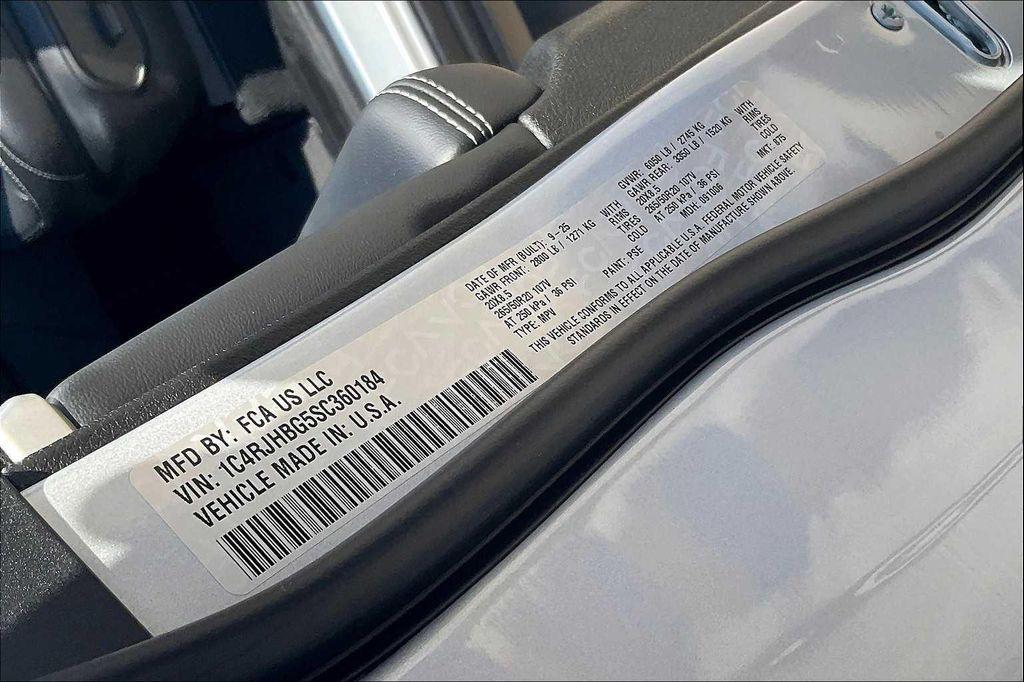 MFD BY: FCA US LLC
VIN: 1C4RJHBG5SC360184
VEHICLE MADE IN: U.S.A.
DATE OF MFR (BUILT): 9-25 GVWR: 6050 LB / 2745 KG
GAWR FRONT: 2800 LB / 1271 KG WITH GAWR REAR: 3350 LB / 1520 KG WITH
20X8.5 RIMS 20X8.5 RIMS
265/50R20 107V TIRES 265/50R20 107V TIRES
AT 250 kPa / 36 PSI COLD AT 250 kPa / 36 PSI COLD
TYPE: MPV PAINT: PSE MDH: MKT: 875
THIS VEHICLE CONFORMS TO ALL APPLICABLE U.S.A. FEDERAL MOTOR VEHICLE SAFETY
STANDARDS IN EFFECT ON THE DATE OF MANUFACTURE SHOWN ABOVE.